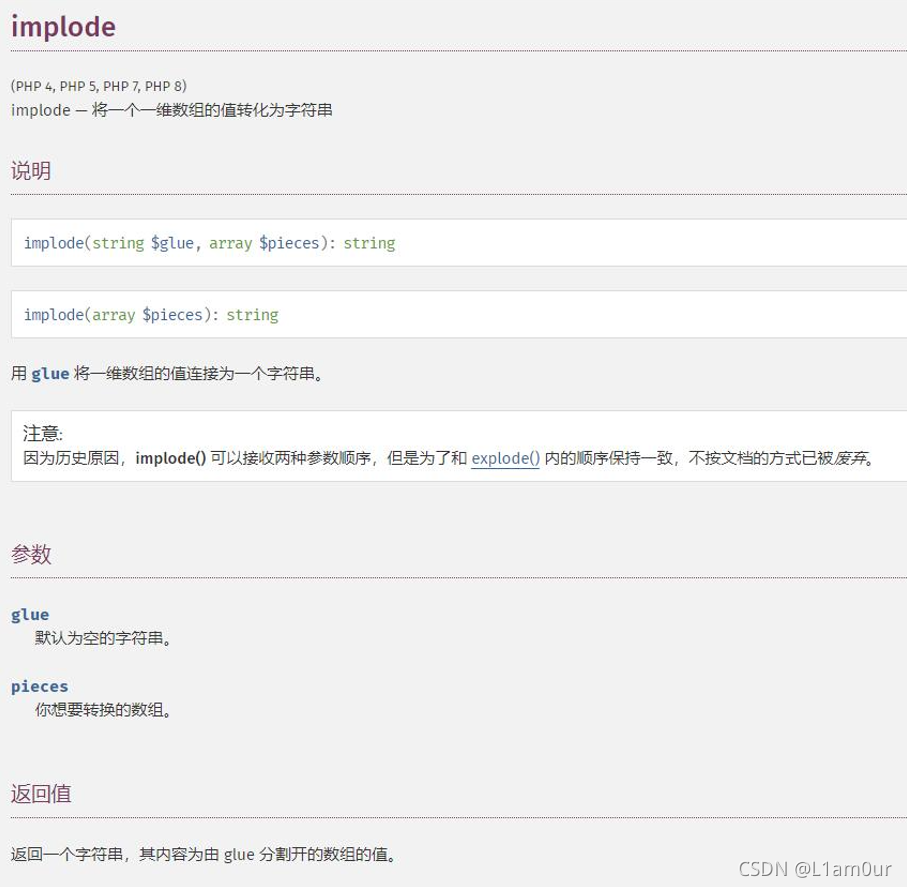 implode
(PHP 4, PHP 5, PHP 7, PHP 8)
implode — 将一个一维数组的值转化为字符串
说明
implode(string $glue, array $pieces): string
implode(array $pieces): string
用 glue 将一维数组的值连接为一个字符串。
注意:
因为历史原因，implode() 可以接收两种参数顺序，但是为了和 explode() 内的顺序保持一致，不按文档的方式已被废弃。
参数
glue
默认为空的字符串。
pieces
你想要转换的数组。
返回值
返回一个字符串，其内容为由 glue 分割开的数组的值。
CSDN @L1am0ur